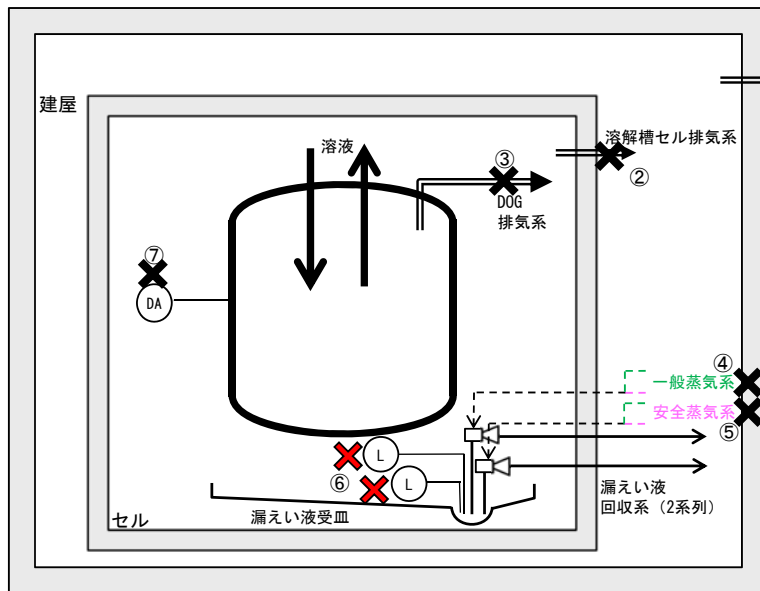 建屋
溶液
③
溶解槽セル排気系
②
DOG
排気系
⑦
DA
④
一般蒸気系
安全蒸気系
⑤
L
⑥
L
漏えい液
回収系（2系列）
漏えい液受皿
セル